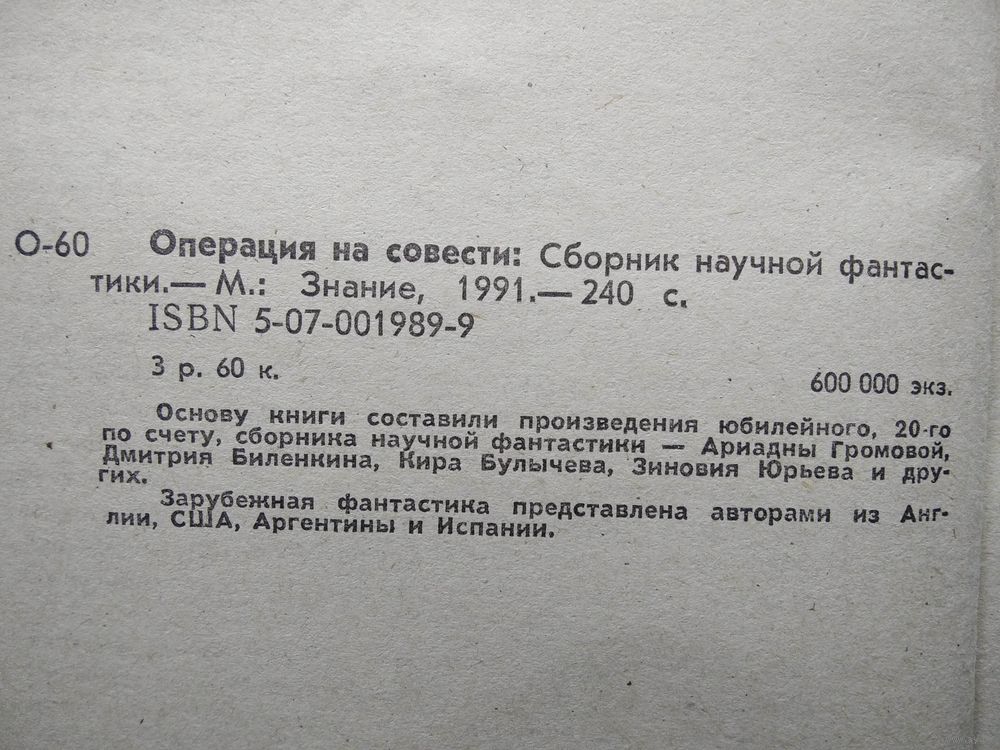 О-60 Операция на совести: Сборник научной фантас-
тики.— М.: Знание, 1991.— 240 с.
ISBN 5-07-001989-9
3 р. 60 к.
600 000 экз.
Основу книги составили произведения юбилейного, 20-го
по счету, сборника научной фантастики — Ариадны Громовой,
Дмитрия Биленкина, Кира Булычева, Зиновия Юрьева и дру-
гих.
Зарубежная фантастика представлена авторами из Анг-
лии, США, Аргентины и Испании.